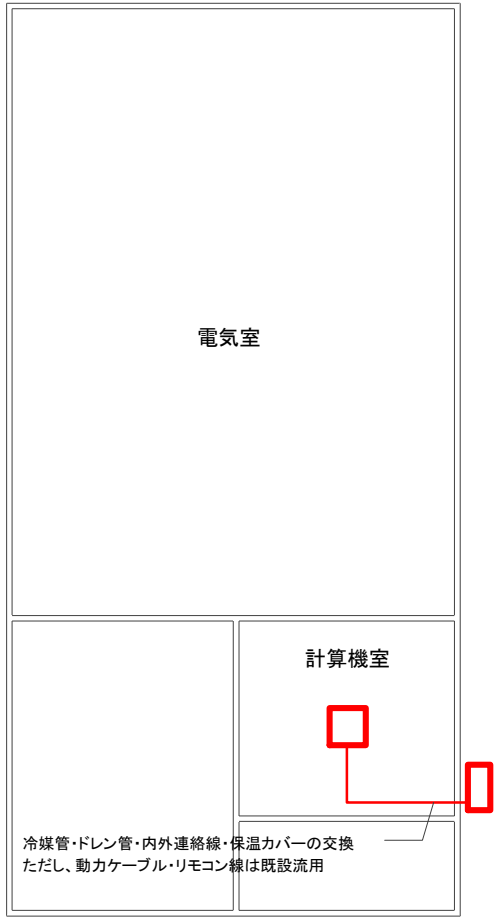 電気室
計算機室
冷媒管・ドレン管・内外連絡線・保温カバーの交換
ただし、動力ケーブル・リモコン線は既設流用